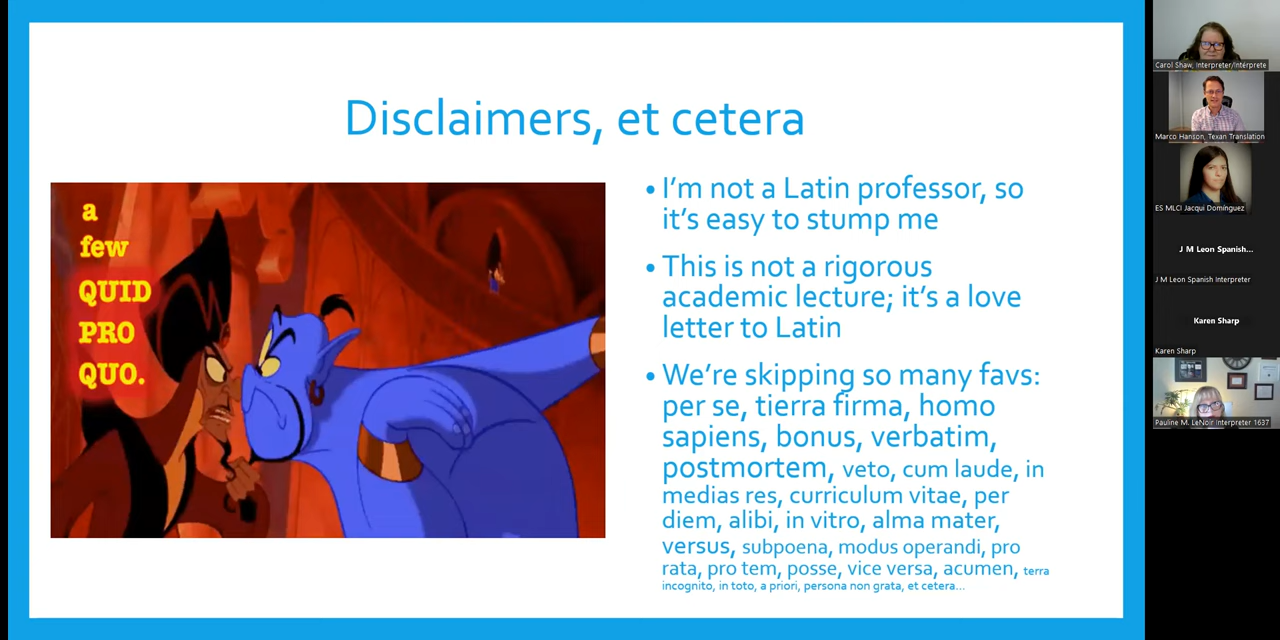 Disclaimers, et cetera
a
few
QUID
PRO
QUO.
• I'm not a Latin professor, so
it's easy to stump me
• This is not a rigorous
academic lecture; it's a love
letter to Latin
• We're skipping so many favs:
per se, tierra firma, homo
sapiens, bonus, verbatim,
postmortem, veto, cum laude, in
medias res, curriculum vitae, per
diem, alibi, in vitro, alma mater,
versus, subpoena, modus operandi, pro
rata, pro tem, posse, vice versa, acumen, terra
incognito, in toto, a priori, persona non grata, et cetera...
Carol Shaw, Interpreter/Intérprete
Marco Hanson, Texan Translation
ES MLCI Jacqui Domínguez
J M Leon Spanish...
J M Leon Spanish Interpreter
Karen Sharp
Karen Sharp
Pauline M. LeNoir Interpreter 1637